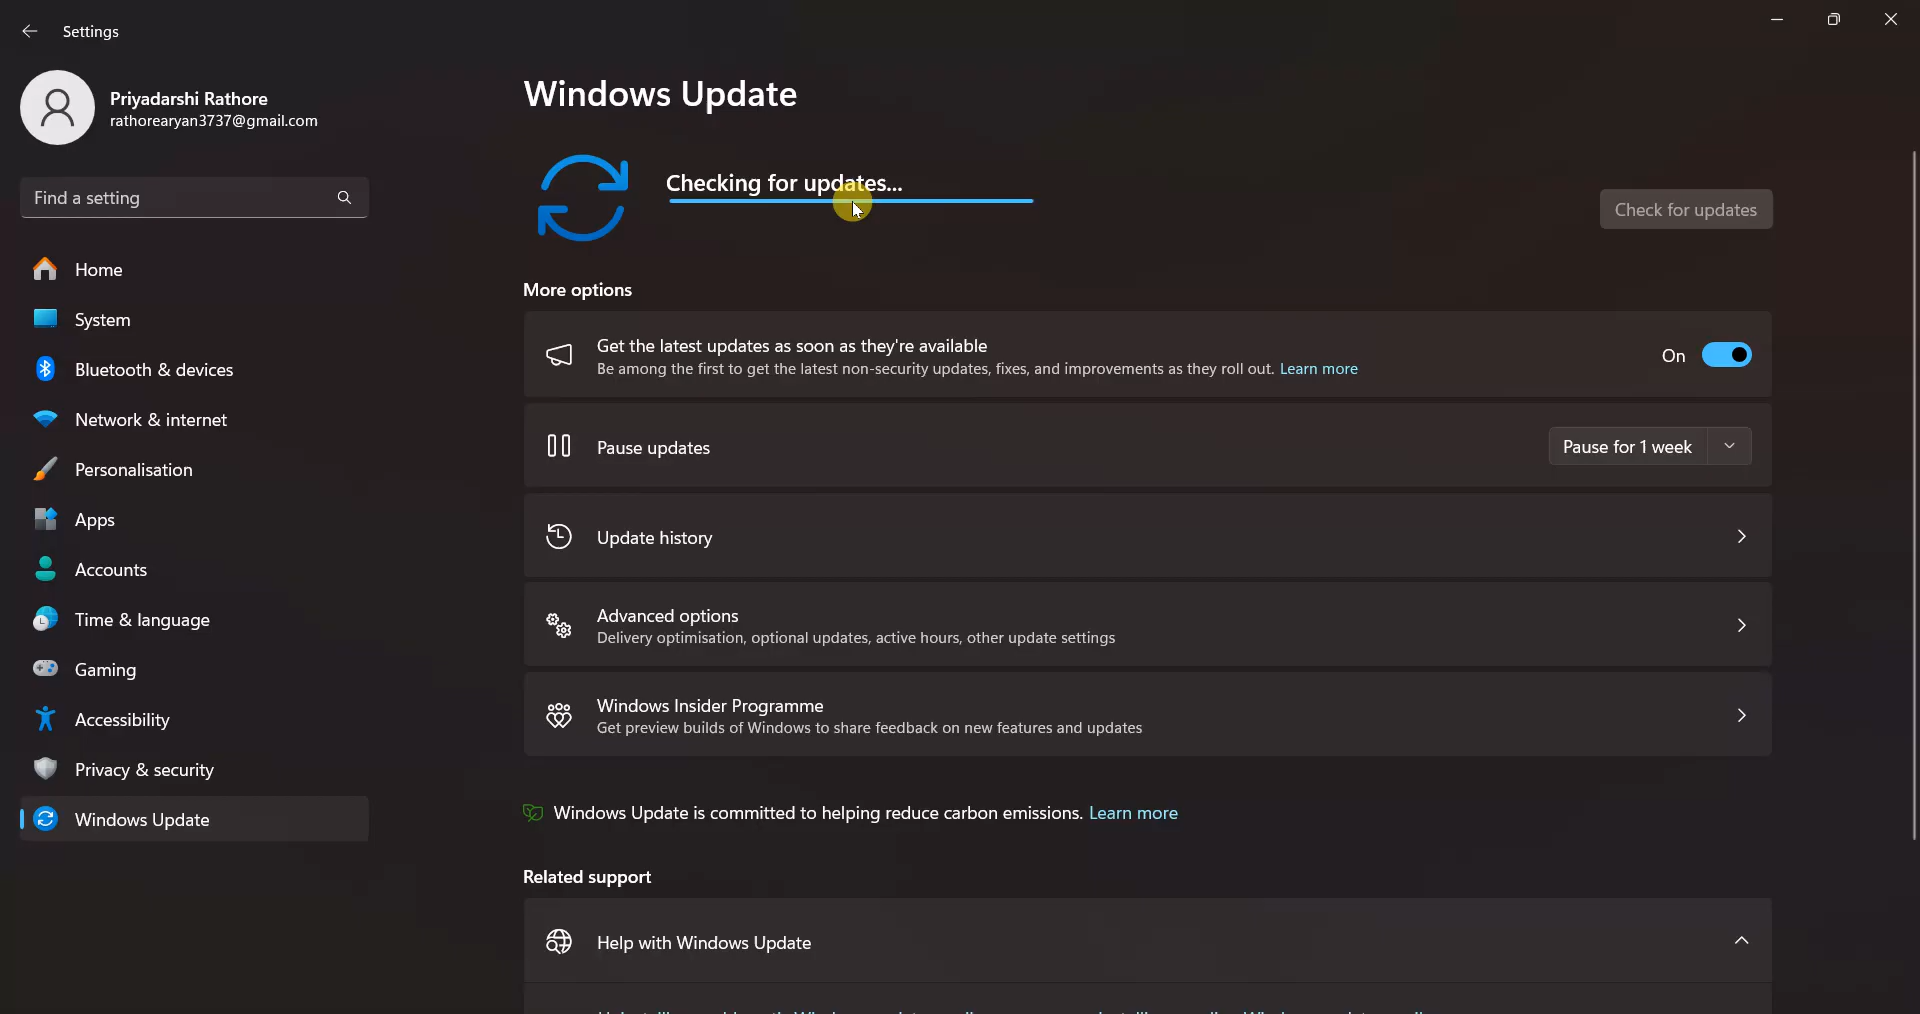 Settings
Priyadarshi Rathore
rathorearyan3737@gmail.com
Find a setting
Home
System
Bluetooth & devices
Network & internet
Personalisation
Apps
Accounts
Time & language
Gaming
Accessibility
Privacy & security
Windows Update
Windows Update
Checking for updates...
Check for updates
More options
Get the latest updates as soon as they're available
Be among the first to get the latest non-security updates, fixes, and improvements as they roll out. Learn more
On
Pause updates
Pause for 1 week
Update history
Advanced options
Delivery optimisation, optional updates, active hours, other update settings
Windows Insider Programme
Get preview builds of Windows to share feedback on new features and updates
Windows Update is committed to helping reduce carbon emissions. Learn more
Related support
Help with Windows Update